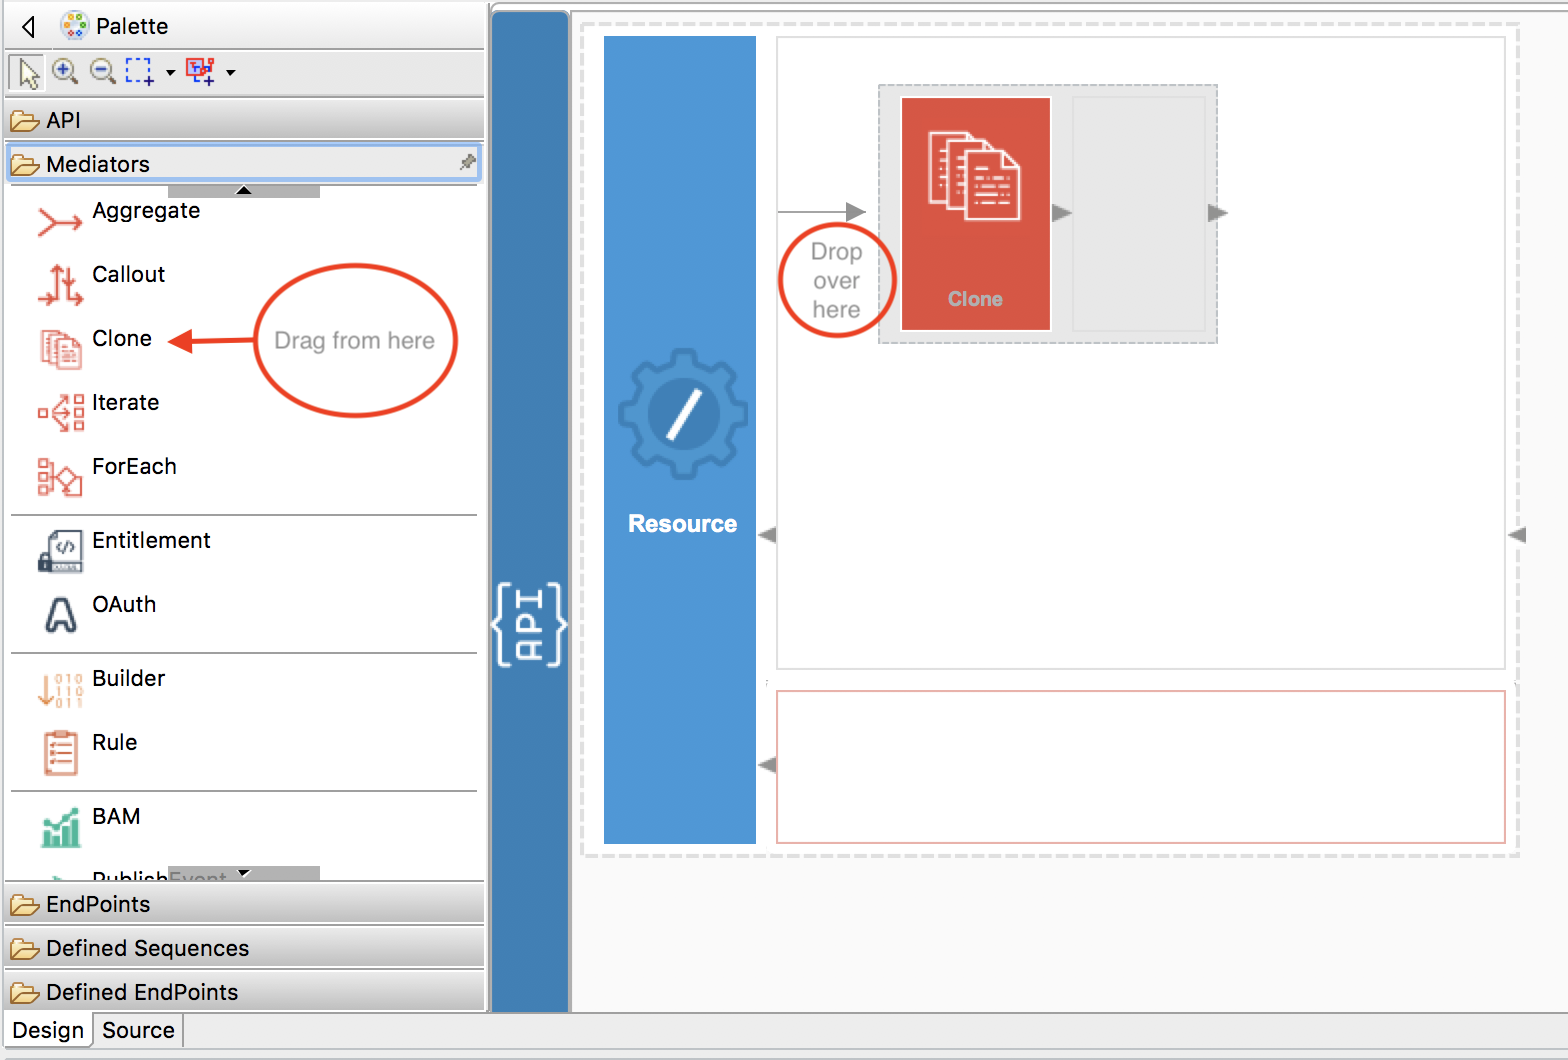 Palette
API
Mediators
Aggregate
Callout
Clone
Iterate
ForEach
Entitlement
OAuth
Builder
Rule
BAM
PublishEvent
EndPoints
Defined Sequences
Defined EndPoints
Design
Source
Drag from here
{API}
Resource
Drop
over
here
Clone